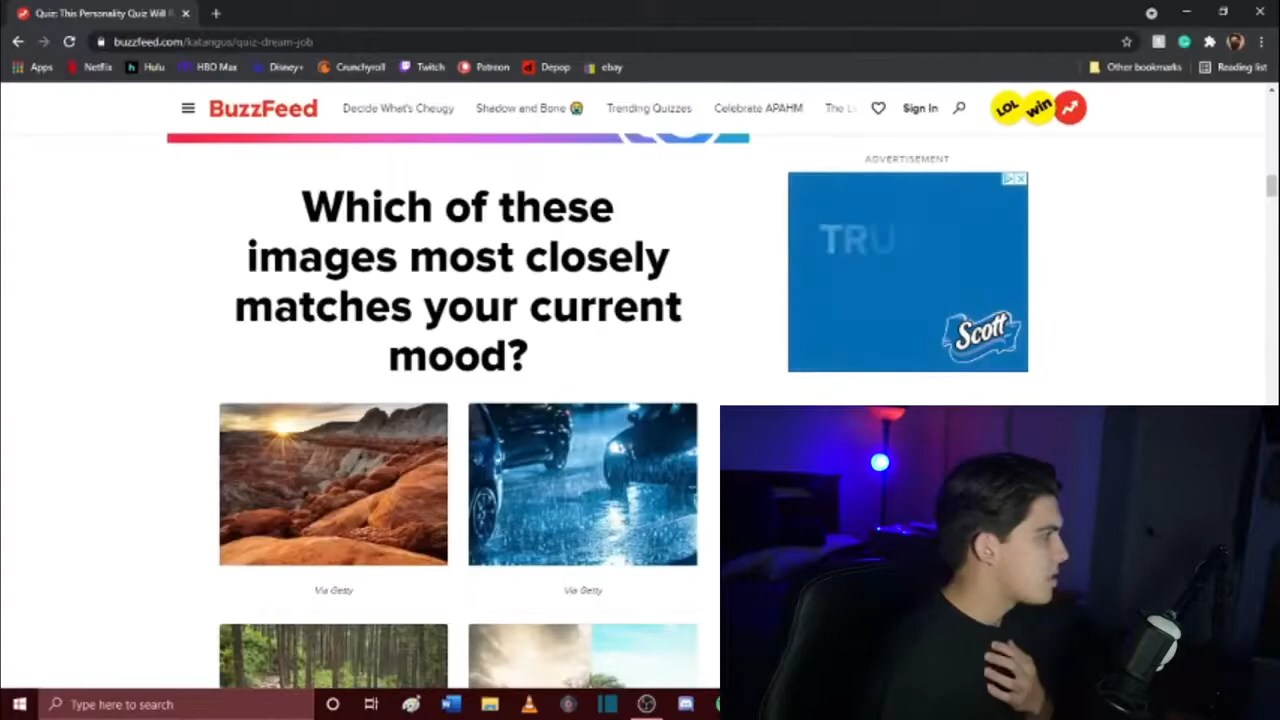 Quiz: This Personality Quiz Will
buzzfeed.com/katangus/quiz-dream-job
Apps Netflix Hulu HBO Max Disney+ Crunchyroll Twitch Patreon Depop ebay Other bookmarks Reading list
BuzzFeed Decide What's Cheugy Shadow and Bone Trending Quizzes Celebrate APAHM The Sign In LOL win
ADVERTISEMENT
TRU
Scott
Which of these
images most closely
matches your current
mood?
Via Getty Via Getty
Type here to search